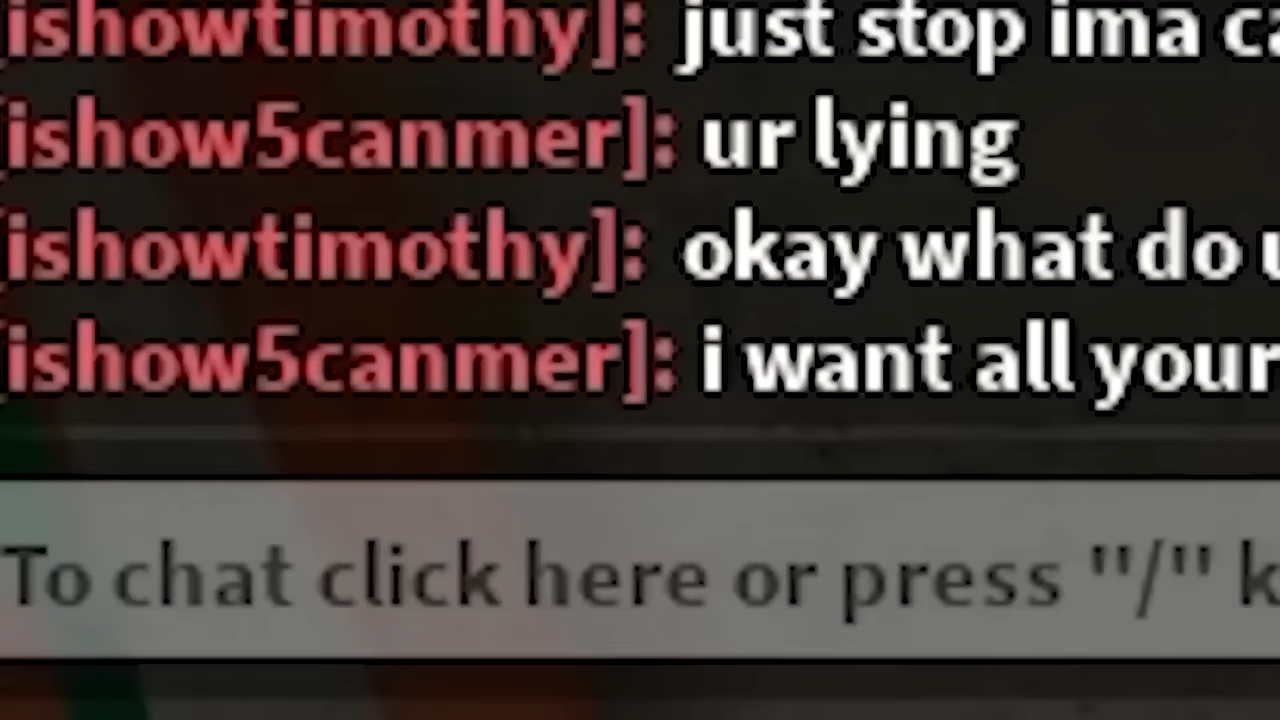 ishowtimothy]: just stop ima
ishow5canmer]: ur lying
[ishowtimothy]: okay what do
ishow5canmer]: i want all your
To chat click here or press "/"